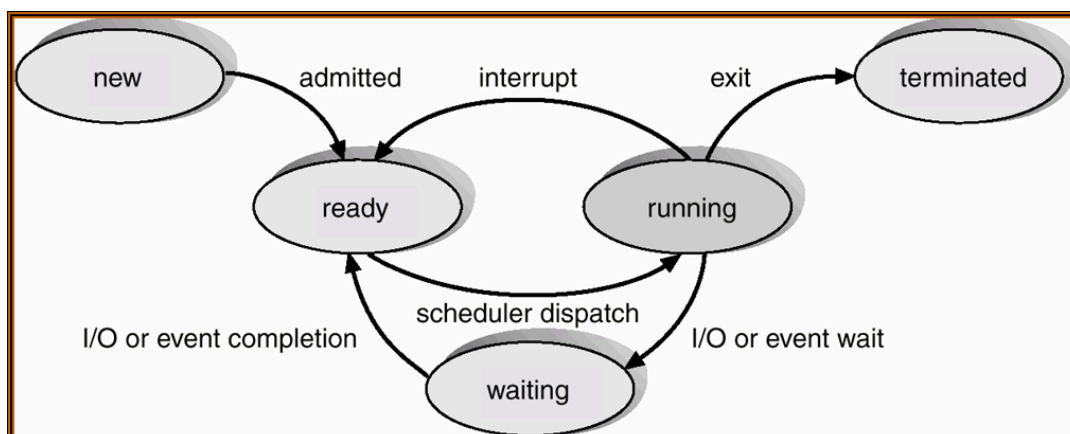 new
admitted
interrupt
exit
terminated
ready
running
scheduler dispatch
I/O or event completion
I/O or event wait
waiting